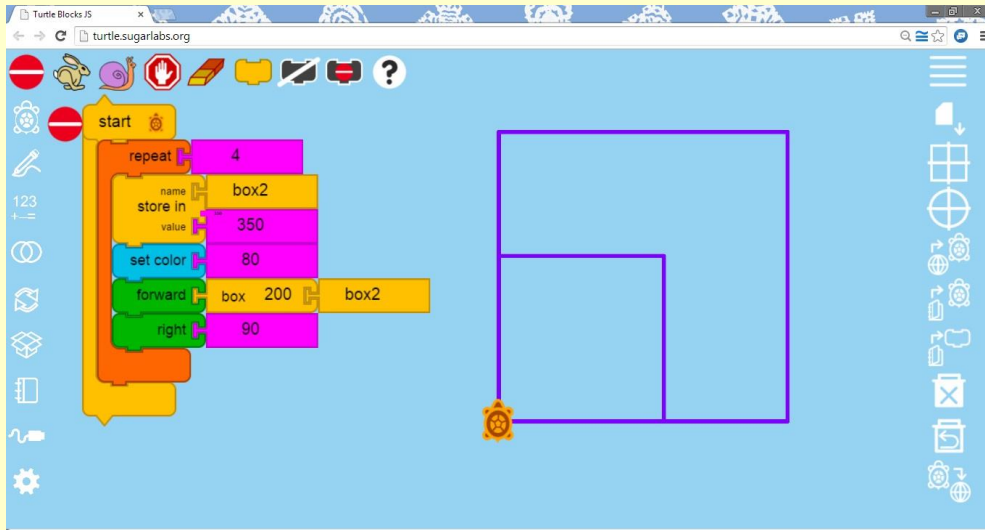 Turtle Blocks JS
turtle.sugarlabs.org
?
start
repeat 4
name box2
store in
value 350
set color 80
forward box 200 box2
right 90
123
+-=